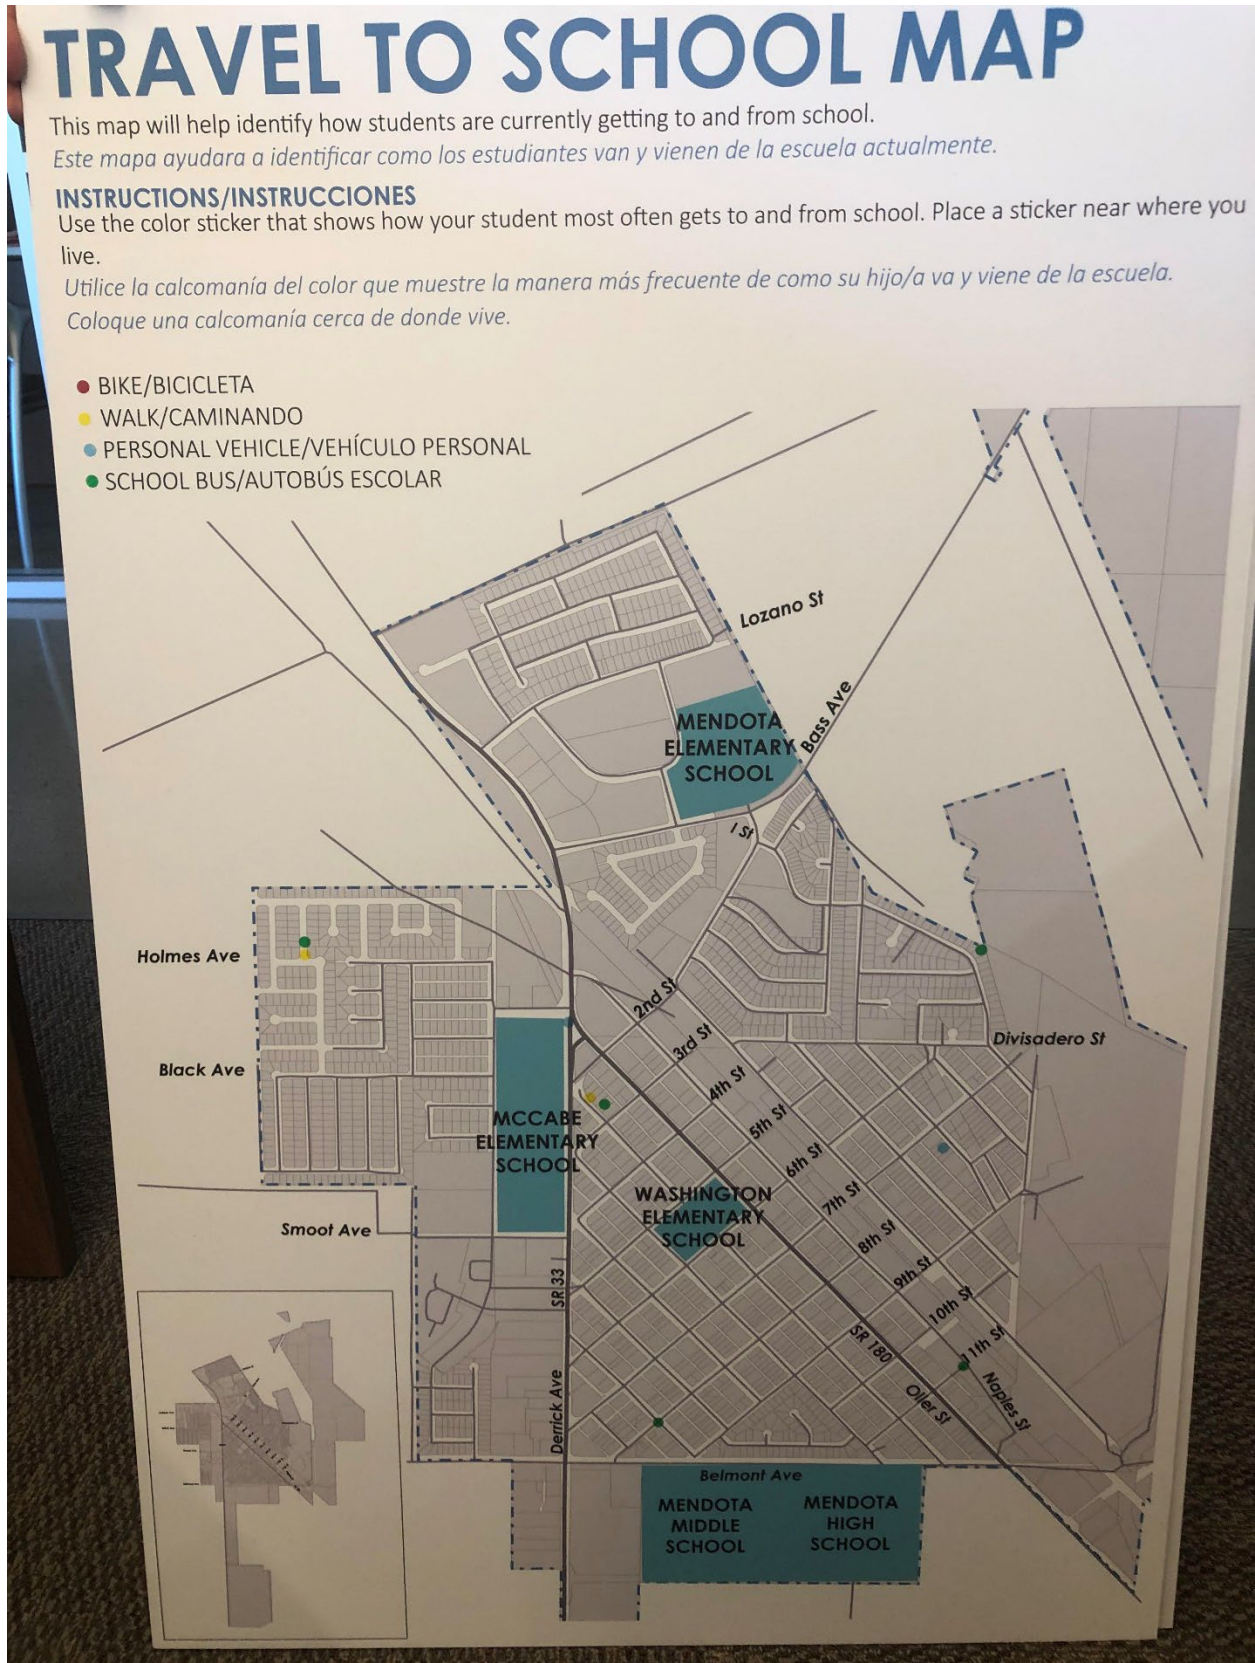 TRAVEL TO SCHOOL MAP
This map will help identify how students are currently getting to and from school.
Este mapa ayudara a identificar como los estudiantes van y vienen de la escuela actualmente.
INSTRUCTIONS/INSTRUCCIONES
Use the color sticker that shows how your student most often gets to and from school. Place a sticker near where you
live.
Utilice la calcomanía del color que muestre la manera más frecuente de como su hijo/a va y viene de la escuela.
Coloque una calcomanía cerca de donde vive.
BIKE/BICICLETA
WALK/CAMINANDO
PERSONAL VEHICLE/VEHÍCULO PERSONAL
SCHOOL BUS/AUTOBÚS ESCOLAR
Lozano St
Bass Ave
MENDOTA
ELEMENTARY
SCHOOL
I St
Holmes Ave
2nd St
3rd St
Divisadero St
Black Ave
4th St
5th St
MCCABE
ELEMENTARY
SCHOOL
6th St
WASHINGTON
ELEMENTARY
SCHOOL
7th St
Smoot Ave
8th St
9th St
SR 33
10th St
11th St
SR 180
Naples St
Oller St
Derrick Ave
Belmont Ave
MENDOTA
MIDDLE
SCHOOL
MENDOTA
HIGH
SCHOOL